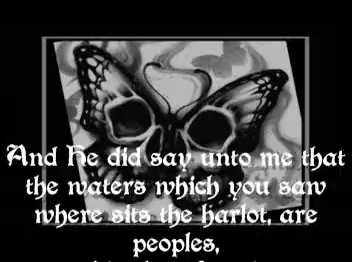 And He did say unto me that
the waters which you saw
where sits the harlot, are
peoples,